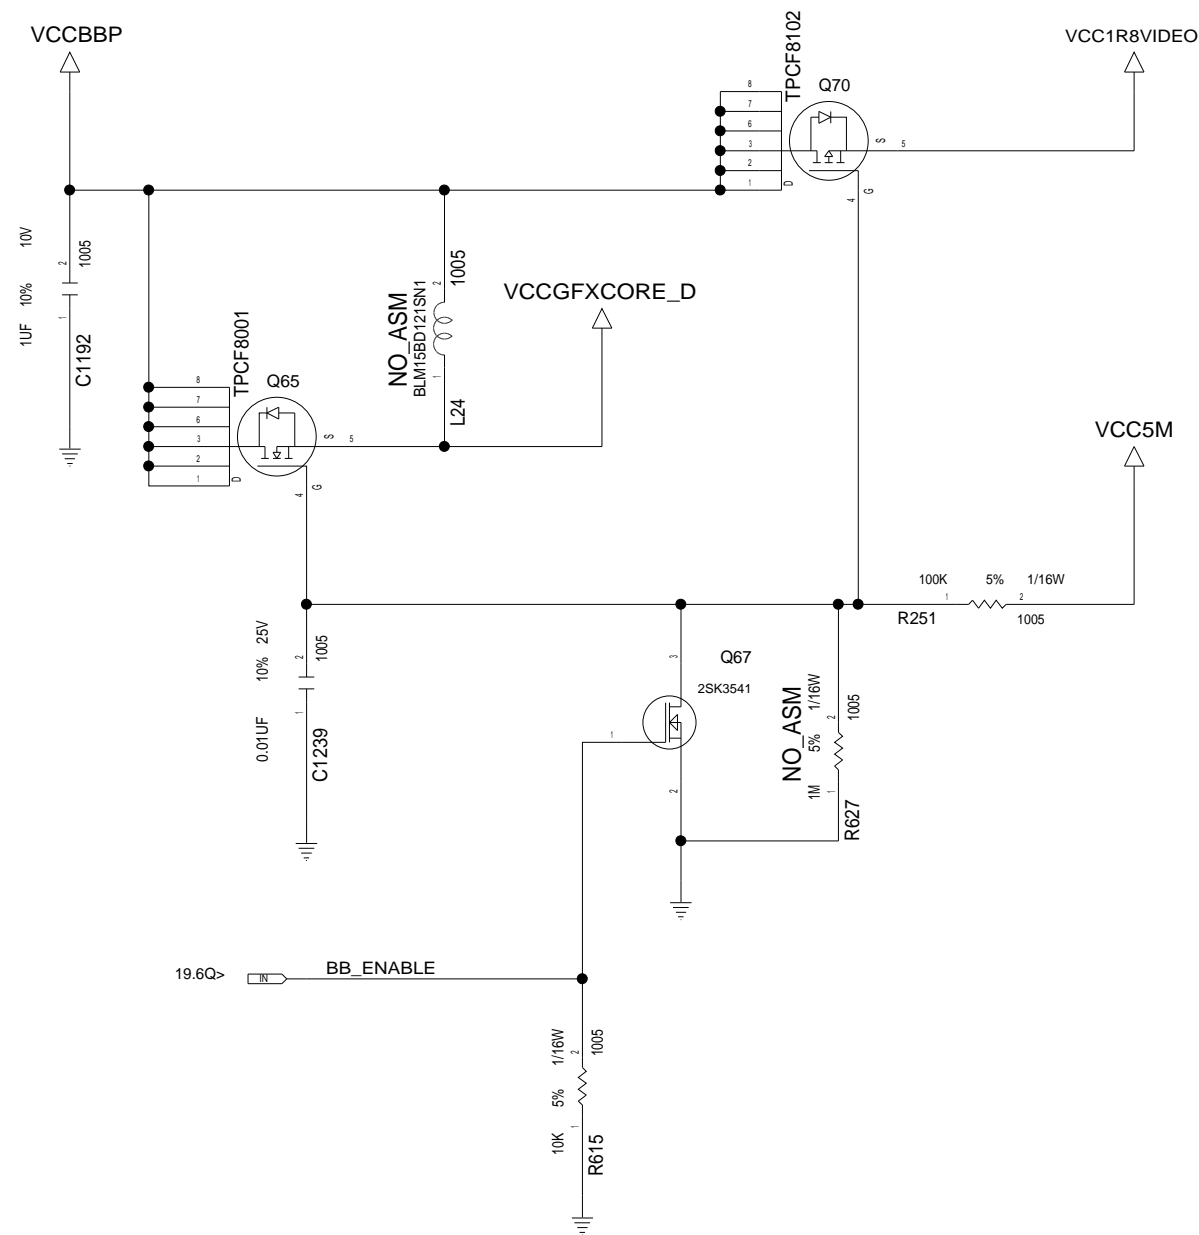 VCCBBP
TPCF8102
VCC1R8VIDEO
Q70
8
7
6
3
2
1
D
S
5
4
G
10V
10%
1UF
2
1
1005
C1192
NO_ASM
BLM15BD121SN1
2
1
1005
L24
VCCGFXCORE_D
TPCF8001
Q65
8
7
6
3
2
1
D
S
5
4
G
VCC5M
100K 5% 1/16W
1
2
R251
1005
25V
10%
0.01UF
2
1
1005
C1239
Q67
2SK3541
3
1
2
NO_ASM
1/16W
5%
1M
2
1
1005
R627
19.6Q>
IN
BB_ENABLE
1/16W
5%
10K
2
1
1005
R615